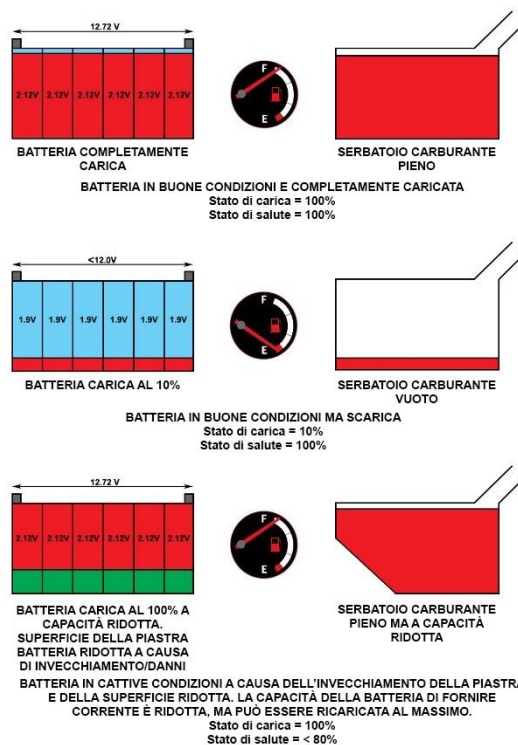 12.72 V
2.12V 2.12V 2.12V 2.12V 2.12V 2.12V
F
E
BATTERIA COMPLETAMENTE
CARICA
SERBATOIO CARBURANTE
PIENO
BATTERIA IN BUONE CONDIZIONI E COMPLETAMENTE CARICATA
Stato di carica = 100%
Stato di salute = 100%
<12.0V
1.9V 1.9V 1.9V 1.9V 1.9V 1.9V
F
E
BATTERIA CARICA AL 10%
SERBATOIO CARBURANTE
VUOTO
BATTERIA IN BUONE CONDIZIONI MA SCARICA
Stato di carica = 10%
Stato di salute = 100%
12.72 V
2.12V 2.12V 2.12V 2.12V 2.12V 2.12V
F
E
BATTERIA CARICA AL 100% A
CAPACITÀ RIDOTTA.
SUPERFICIE DELLA PIASTRA
BATTERIA RIDOTTA A CAUSA
DI INVECCHIAMENTO/DANNI
SERBATOIO CARBURANTE
PIENO MA A CAPACITÀ
RIDOTTA
BATTERIA IN CATTIVE CONDIZIONI A CAUSA DELL'INVECCHIAMENTO DELLA PIASTRA
E DELLA SUPERFICIE RIDOTTA. LA CAPACITÀ DELLA BATTERIA DI FORNIRE
CORRENTE È RIDOTTA, MA PUÒ ESSERE RICARICATA AL MASSIMO.
Stato di carica = 100%
Stato di salute = < 80%